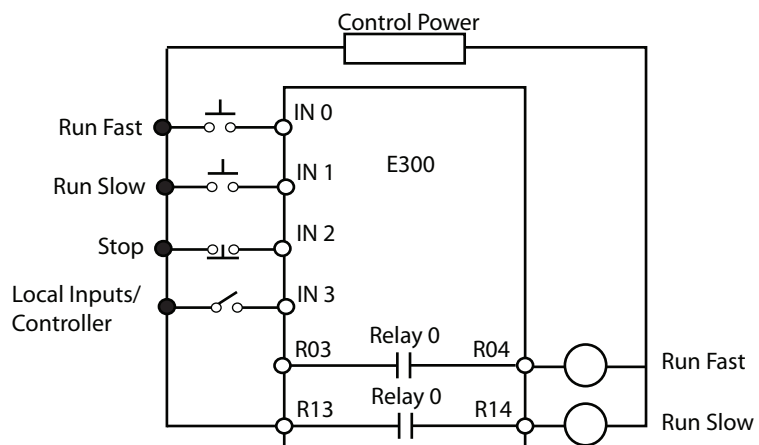 Control Power
Run Fast
IN 0
Run Slow
IN 1
E300
Stop
IN 2
Local Inputs/
Controller
IN 3
R03
Relay 0
R04
Run Fast
R13
Relay 0
R14
Run Slow